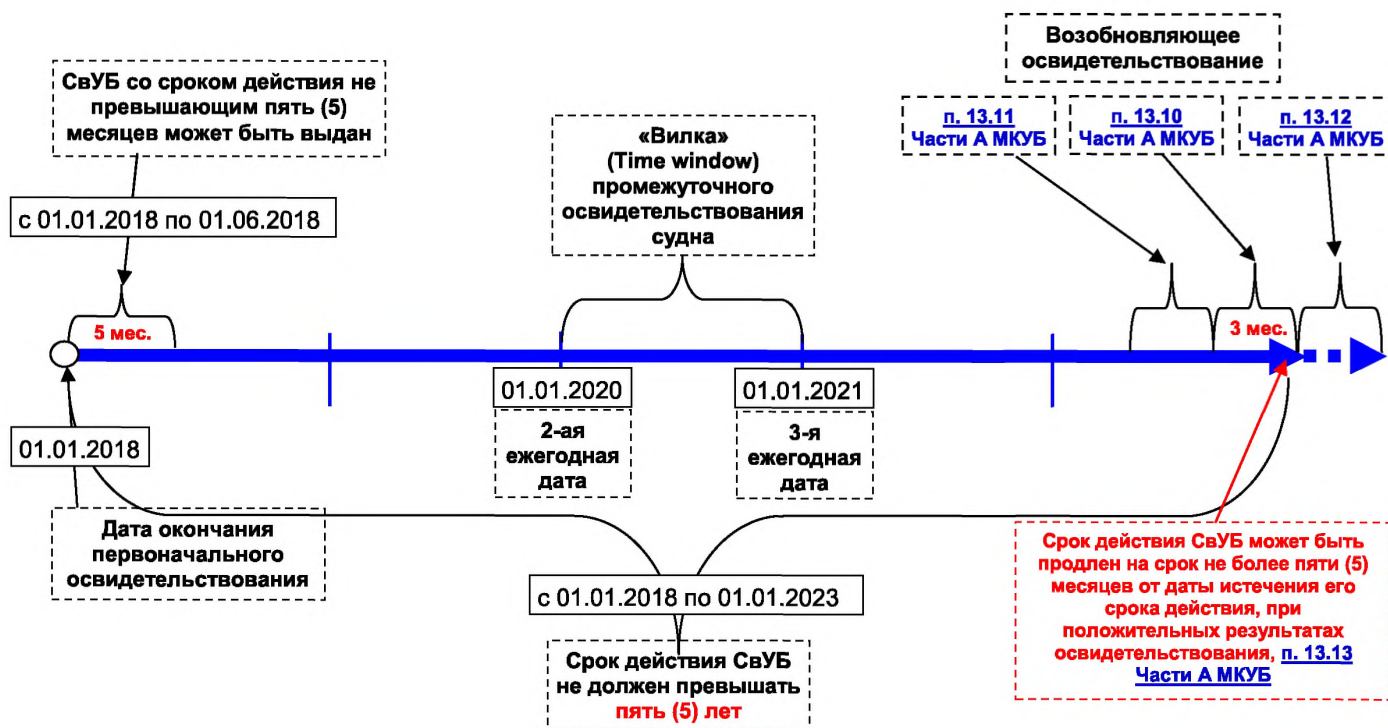 Возобновляющее
освидетельствование
СвУБ со сроком действия не
превышающим пять (5)
месяцев может быть выдан
п. 13.11
Части А МКУБ
п. 13.10
Части А МКУБ
п. 13.12
Части А МКУБ
«Вилка»
(Time window)
промежуточного
освидетельствования
судна
с 01.01.2018 по 01.06.2018
5 мес.
3 мес.
01.01.2020
01.01.2021
2-ая
ежегодная
дата
3-я
ежегодная
дата
01.01.2018
Дата окончания
первоначального
освидетельствования
с 01.01.2018 по 01.01.2023
Срок действия СвУБ
не должен превышать
пять (5) лет
Срок действия СвУБ может быть
продлен на срок не более пяти (5)
месяцев от даты истечения его
срока действия, при
положительных результатах
освидетельствования, п. 13.13
Части А МКУБ